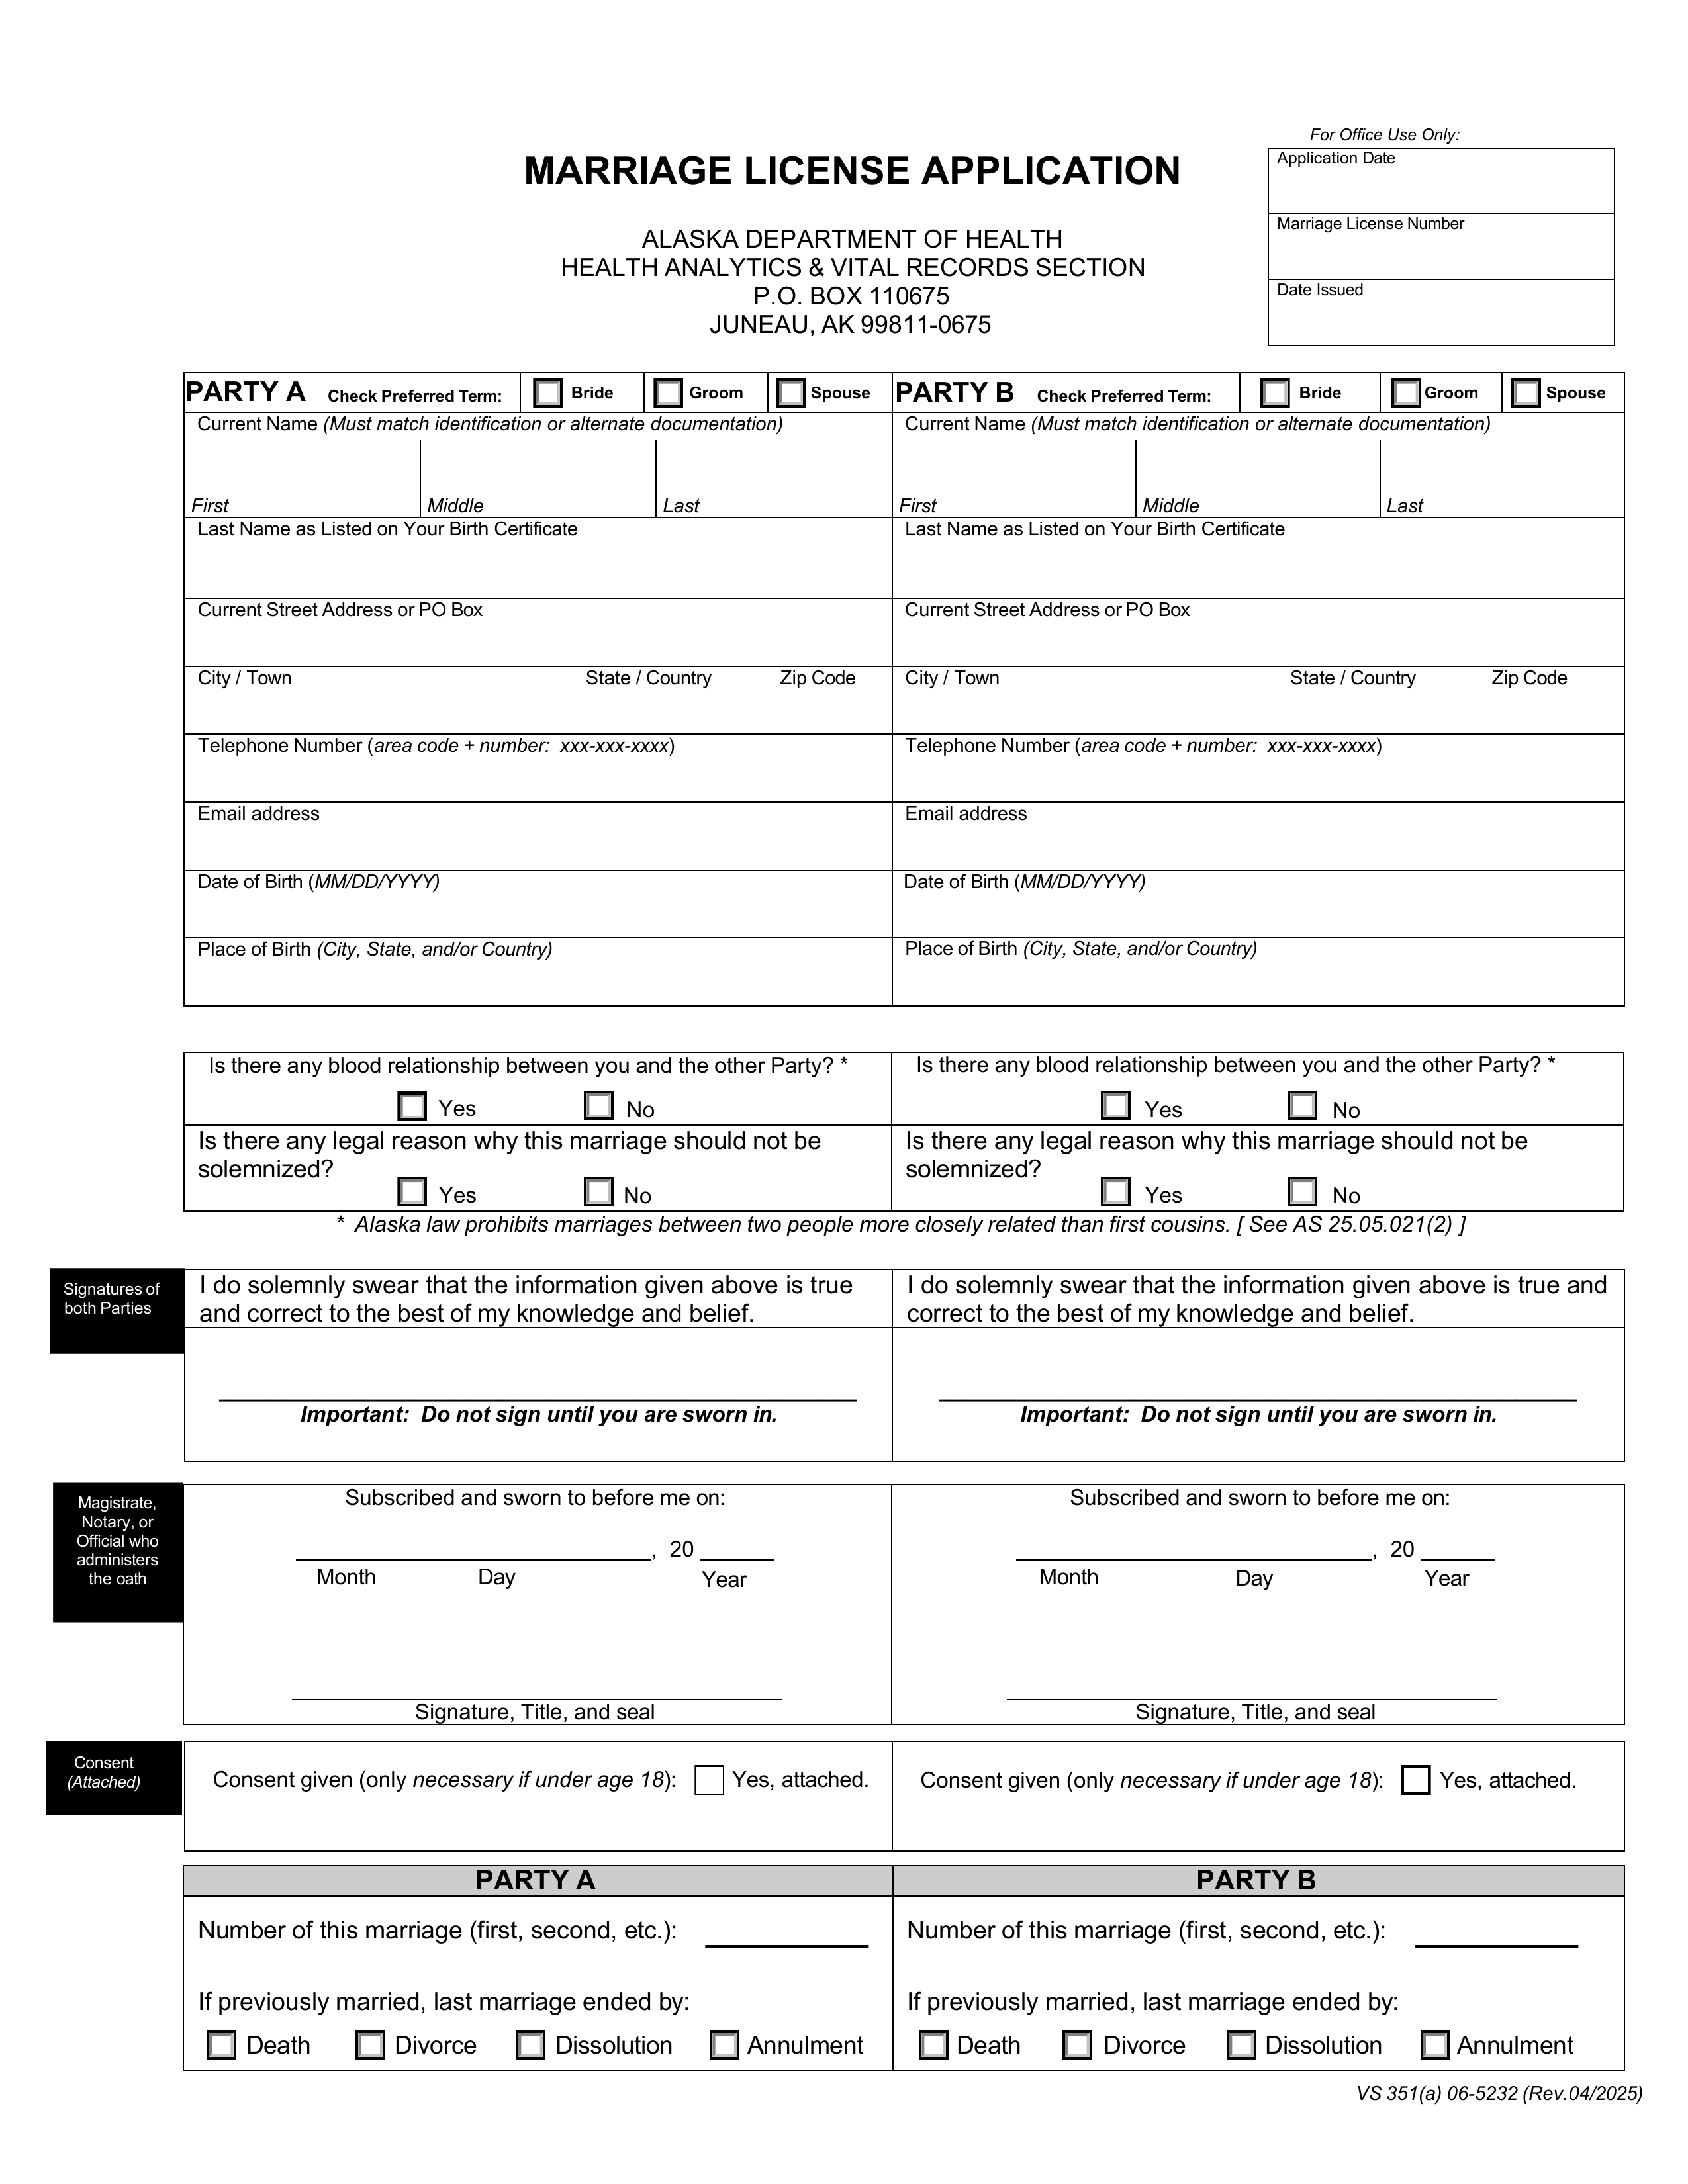 For Office Use Only:
MARRIAGE LICENSE APPLICATION
Application Date
Marriage License Number
Date Issued
ALASKA DEPARTMENT OF HEALTH
HEALTH ANALYTICS & VITAL RECORDS SECTION
P.O. BOX 110675
JUNEAU, AK 99811-0675
PARTY A Check Preferred Term: Bride Groom Spouse PARTY B Check Preferred Term: Bride Groom Spouse
Current Name (Must match identification or alternate documentation) Current Name (Must match identification or alternate documentation)
First Middle Last First Middle Last
Last Name as Listed on Your Birth Certificate Last Name as Listed on Your Birth Certificate
Current Street Address or PO Box Current Street Address or PO Box
City / Town State / Country Zip Code City / Town State / Country Zip Code
Telephone Number (area code + number: xxx-xxx-xxxx) Telephone Number (area code + number: xxx-xxx-xxxx)
Email address Email address
Date of Birth (MM/DD/YYYY) Date of Birth (MM/DD/YYYY)
Place of Birth (City, State, and/or Country) Place of Birth (City, State, and/or Country)
Is there any blood relationship between you and the other Party? * Is there any blood relationship between you and the other Party? *
Yes No Yes No
Is there any legal reason why this marriage should not be Is there any legal reason why this marriage should not be
solemnized? solemnized?
Yes No Yes No
* Alaska law prohibits marriages between two people more closely related than first cousins. [ See AS 25.05.021(2) ]
Signatures of
both Parties
I do solemnly swear that the information given above is true
and correct to the best of my knowledge and belief.
I do solemnly swear that the information given above is true and
correct to the best of my knowledge and belief.
Important: Do not sign until you are sworn in. Important: Do not sign until you are sworn in.
Magistrate,
Notary, or
Official who
administers
the oath
Subscribed and sworn to before me on: Subscribed and sworn to before me on:
, 20 , 20
Month Day Year Month Day Year
Signature, Title, and seal Signature, Title, and seal
Consent
(Attached)
Consent given (only necessary if under age 18): Yes, attached. Consent given (only necessary if under age 18): Yes, attached.
PARTY A PARTY B
Number of this marriage (first, second, etc.): Number of this marriage (first, second, etc.):
If previously married, last marriage ended by: If previously married, last marriage ended by:
Death Divorce Dissolution Annulment Death Divorce Dissolution Annulment
VS 351(a) 06-5232 (Rev.04/2025)